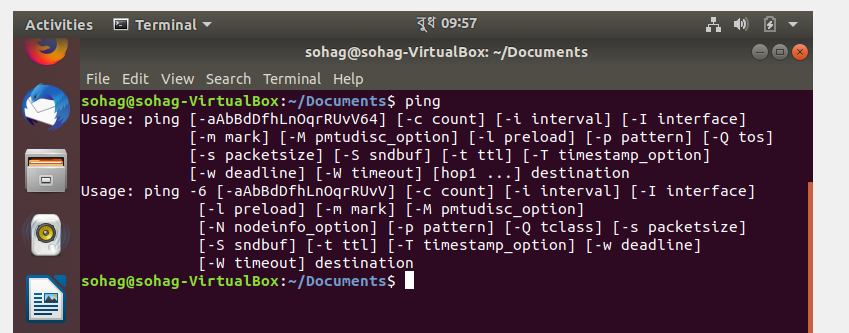 Activities Terminal বুধ 09:57
sohag@sohag-VirtualBox: ~/Documents
File Edit View Search Terminal Help
sohag@sohag-VirtualBox:~/Documents$ ping
Usage: ping [-aAbBdDfhLnOqrRUvV64] [-c count] [-i interval] [-I interface]
[-m mark] [-M pmtudisc_option] [-l preload] [-p pattern] [-Q tos]
[-s packetsize] [-S sndbuf] [-t ttl] [-T timestamp_option]
[-w deadline] [-W timeout] [hop1 ...] destination
Usage: ping -6 [-aAbBdDfhLnOqrRUvV] [-c count] [-i interval] [-I interface]
[-l preload] [-m mark] [-M pmtudisc_option]
[-N nodeinfo_option] [-p pattern] [-Q tclass] [-s packetsize]
[-S sndbuf] [-t ttl] [-T timestamp_option] [-w deadline]
[-W timeout] destination
sohag@sohag-VirtualBox:~/Documents$